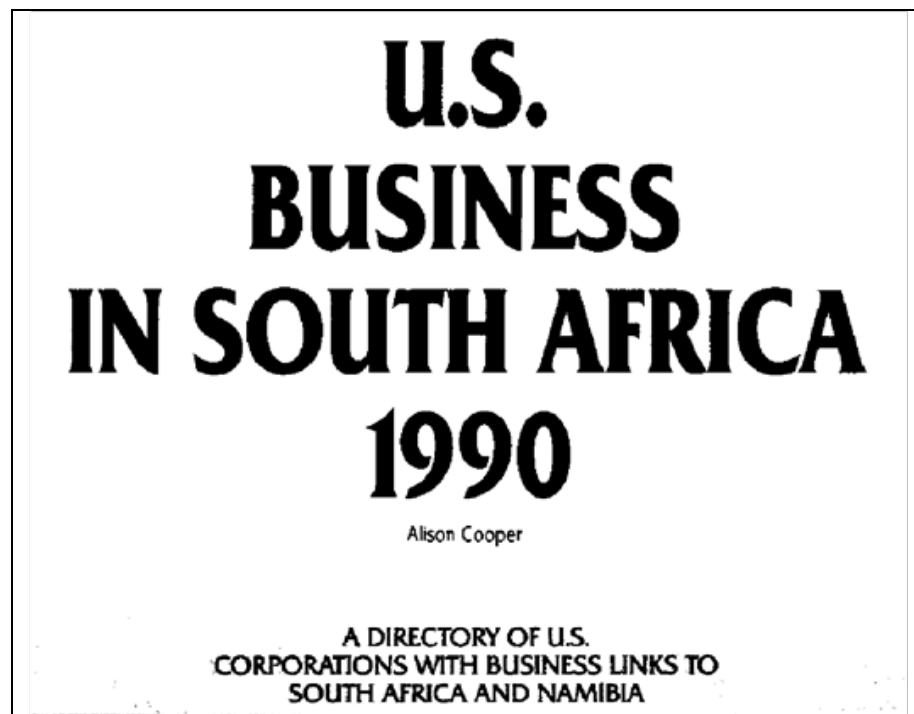 U.S.
BUSINESS
IN SOUTH AFRICA
1990
Alison Cooper
A DIRECTORY OF U.S.
CORPORATIONS WITH BUSINESS LINKS TO
SOUTH AFRICA AND NAMIBIA